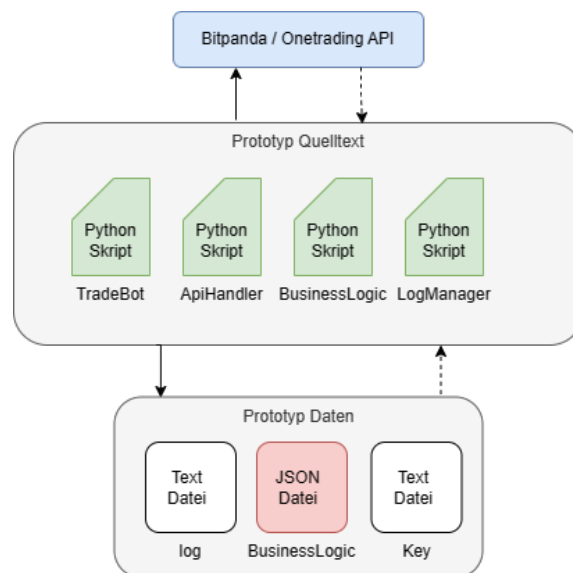 Bitpanda / Onetrading API
Prototyp Quelltext
Python
Skript
Python
Skript
Python
Skript
Python
Skript
TradeBot
ApiHandler
BusinessLogic
LogManager
Prototyp Daten
Text
Datei
JSON
Datei
Text
Datei
log
BusinessLogic
Key